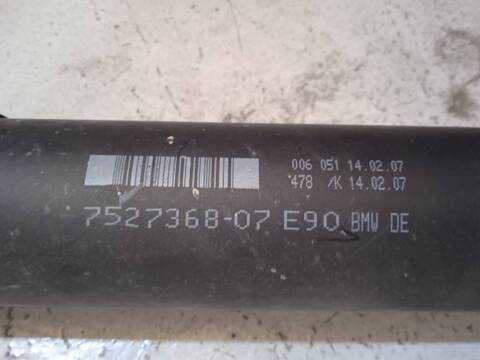 006 051 14.02.07
478 /K 14.02.07
7527368-07 E90 BMW DE